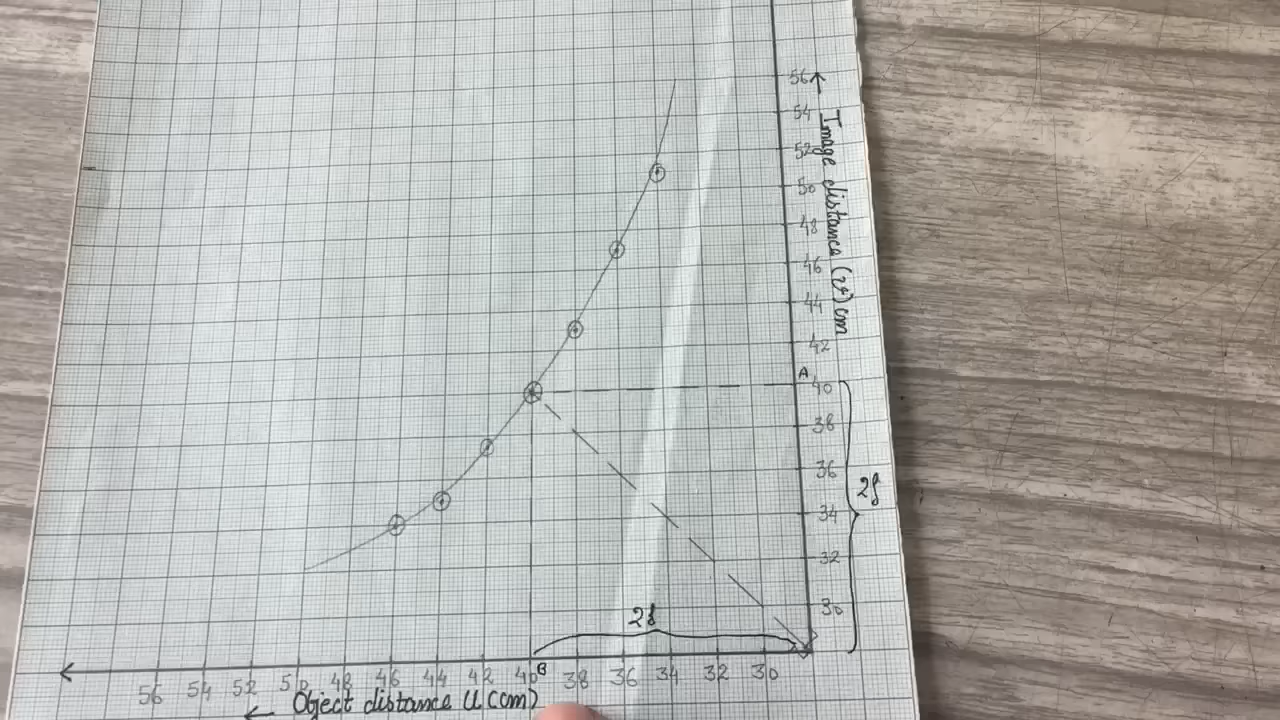 56
54
52
50
48
46
44
42
A 40
38
36
34
32
30
Image distance (v) cm
2f
2f
56 54 52 50 48 46 44 42 40 B 38 36 34 32 30
← Object distance U (cm)